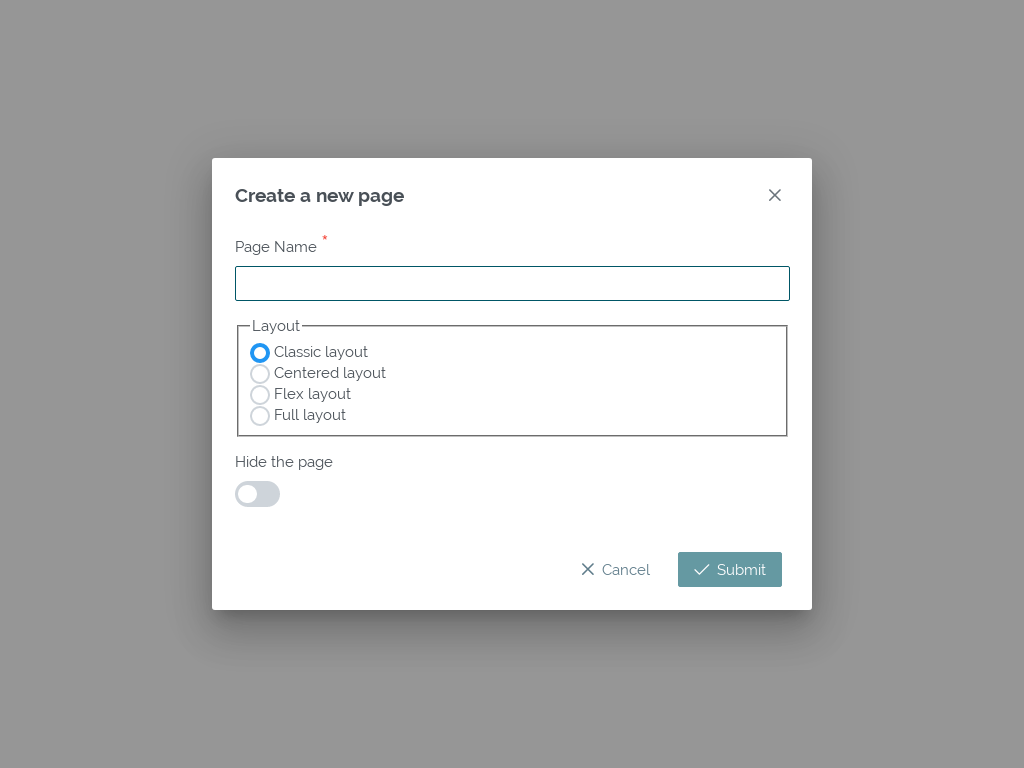 Create a new page
Page Name *
Layout
Classic layout
Centered layout
Flex layout
Full layout
Hide the page
Cancel
Submit